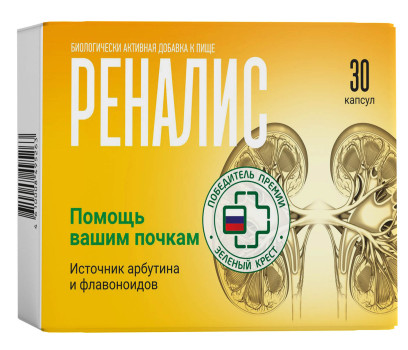 БИОЛОГИЧЕСКИ АКТИВНАЯ ДОБАВКА К ПИЩЕ
РЕНАЛИС
30
капсул
ПОБЕДИТЕЛЬ ПРЕМИИ
ЗЕЛЕНЫЙ КРЕСТ
Помощь
вашим почкам
Источник арбутина
и флавоноидов